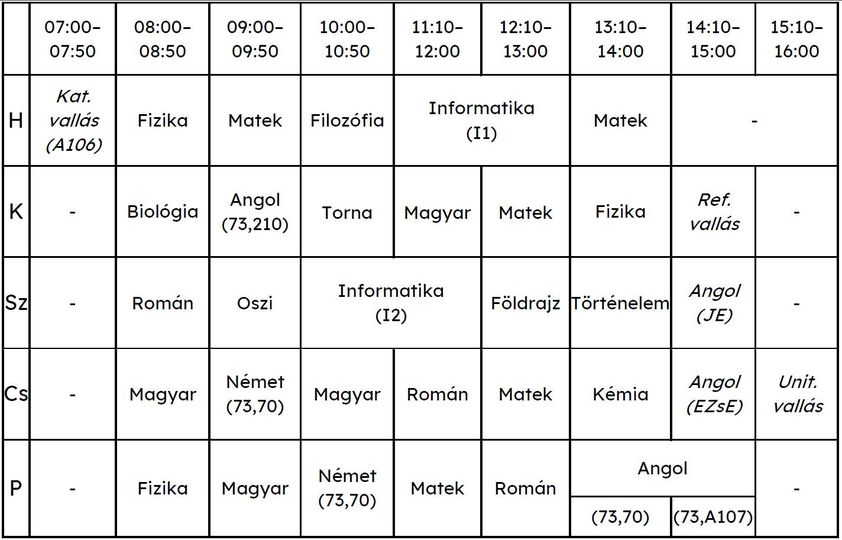 07:00–
07:50
08:00–
08:50
09:00–
09:50
10:00–
10:50
11:10–
12:00
12:10–
13:00
13:10–
14:00
14:10–
15:00
15:10–
16:00
H
Kat.
vallás
(A106)
Fizika
Matek
Filozófia
Informatika
(I1)
Matek
-
K
-
Biológia
Angol
(73,210)
Torna
Magyar
Matek
Fizika
Ref.
vallás
-
Sz
-
Román
Oszi
Informatika
(I2)
Földrajz
Történelem
Angol
(JE)
-
Cs
-
Magyar
Német
(73,70)
Magyar
Román
Matek
Kémia
Angol
(EZsE)
Unit.
vallás
P
-
Fizika
Magyar
Német
(73,70)
Matek
Román
Angol
(73,70)
(73,A107)
-